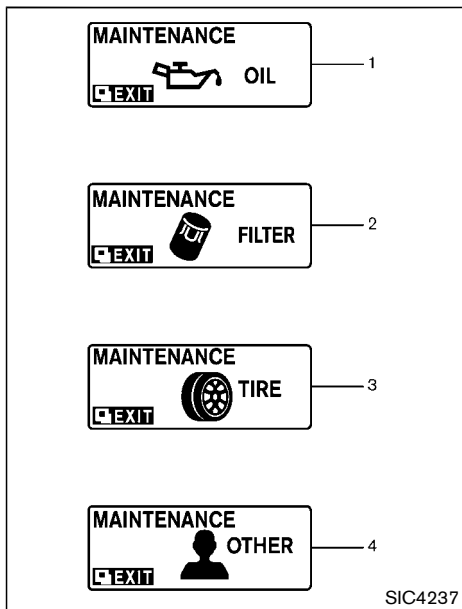 MAINTENANCE
OIL
EXIT
1
MAINTENANCE
FILTER
EXIT
2
MAINTENANCE
TIRE
EXIT
3
MAINTENANCE
OTHER
EXIT
4
SIC4237